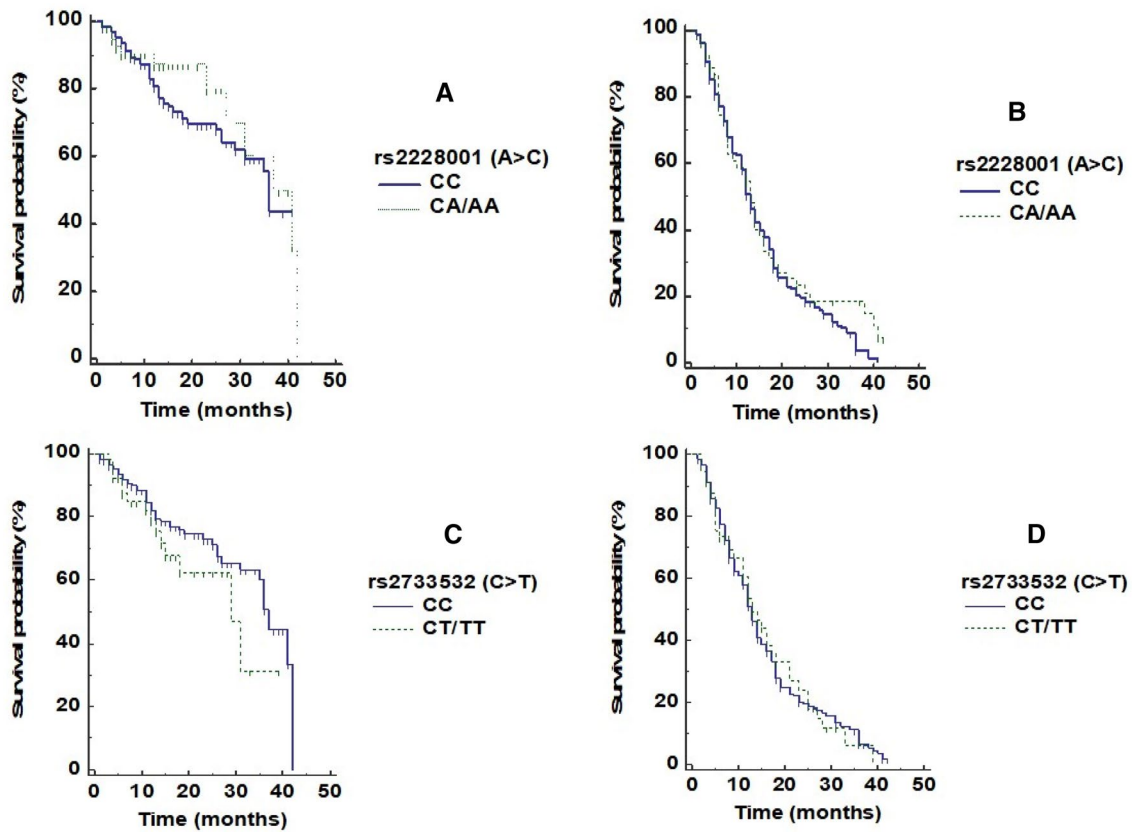 Survival probability (%)
100
80
60
40
20
0
0 10 20 30 40 50
Time (months)
A
rs2228001 (A>C)
CC
CA/AA
Survival probability (%)
100
80
60
40
20
0
0 10 20 30 40 50
Time (months)
B
rs2228001 (A>C)
CC
CA/AA
Survival probability (%)
100
80
60
40
20
0
0 10 20 30 40 50
Time (months)
C
rs2733532 (C>T)
CC
CT/TT
Survival probability (%)
100
80
60
40
20
0
0 10 20 30 40 50
Time (months)
D
rs2733532 (C>T)
CC
CT/TT